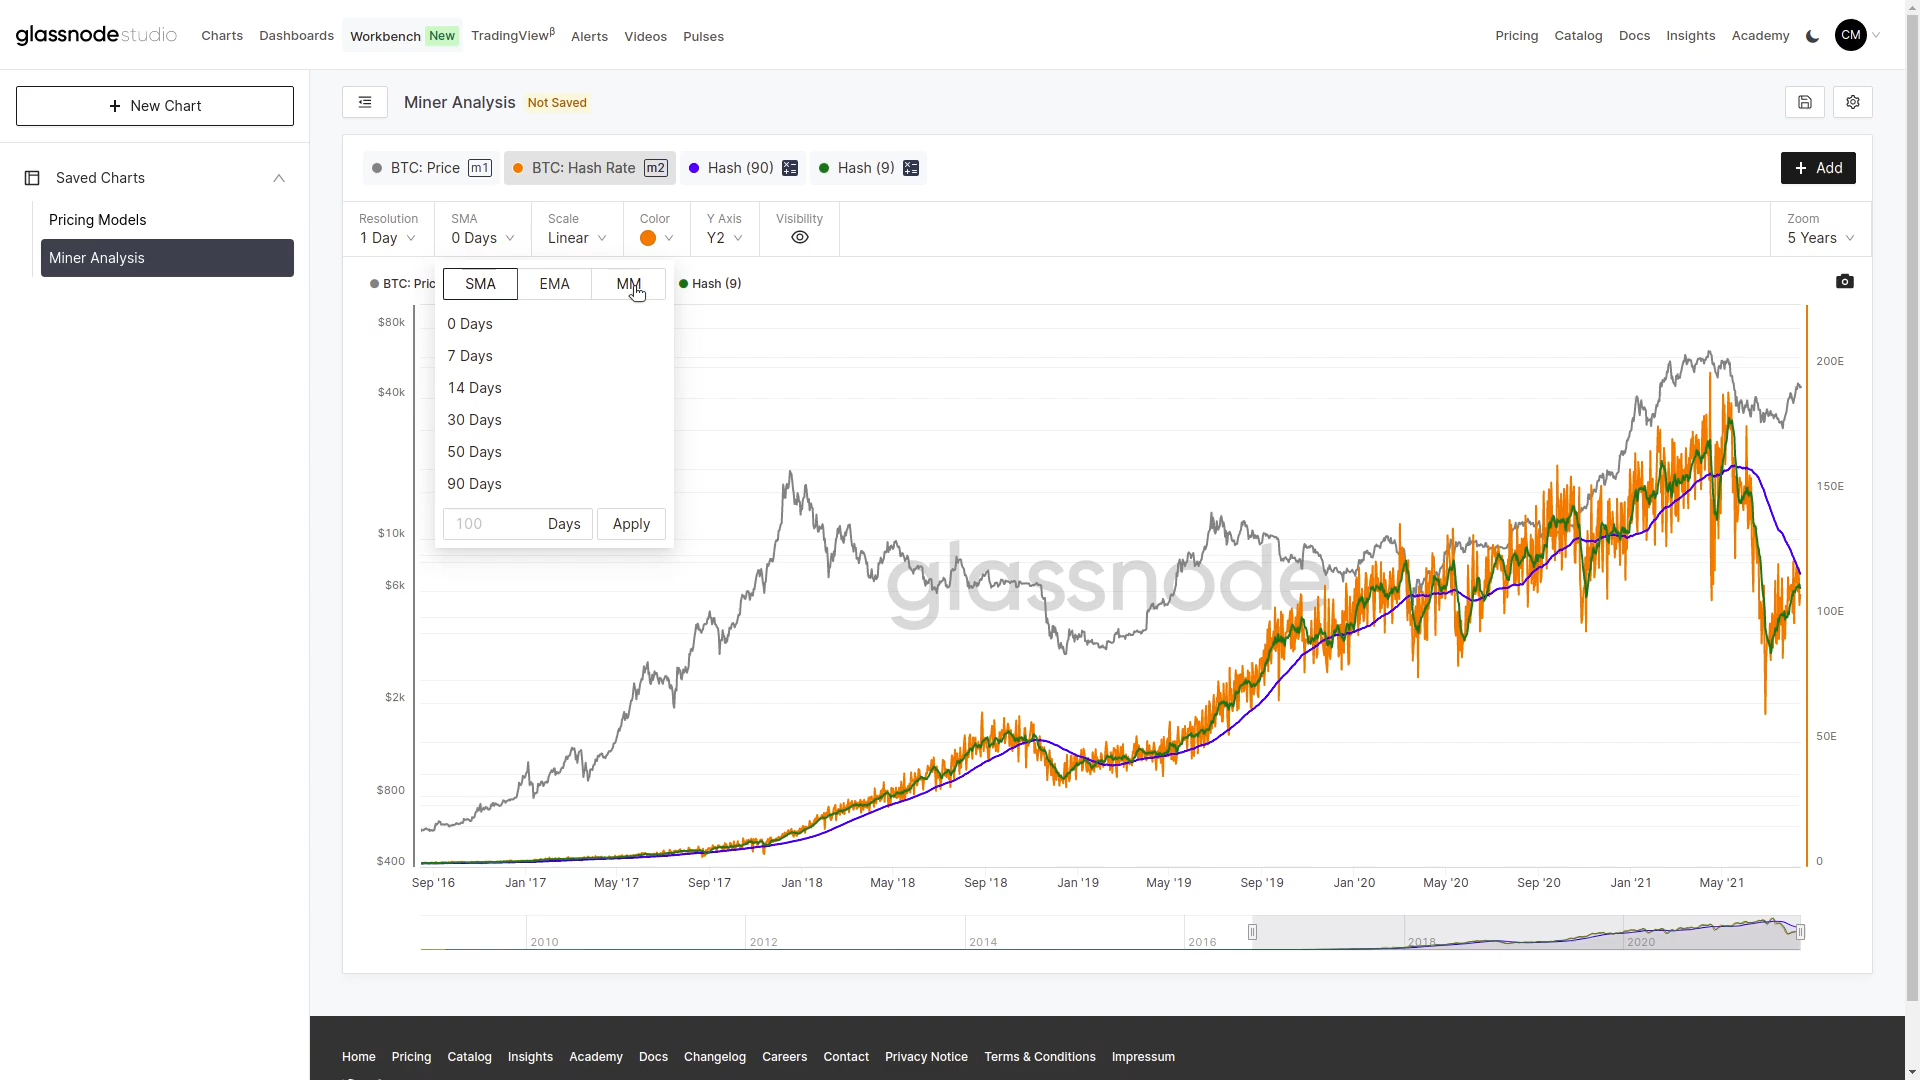 glassnodestudio Charts Dashboards Workbench New TradingViewβ Alerts Videos Pulses Pricing Catalog Docs Insights Academy CM
+ New Chart
Miner Analysis Not Saved
Saved Charts
Pricing Models
Miner Analysis
BTC: Price m1 BTC: Hash Rate m2 Hash (90) Hash (9) + Add
Resolution SMA Scale Color Y Axis Visibility Zoom
1 Day 0 Days Linear Y2 5 Years
BTC: Pric SMA EMA MM Hash (9)
0 Days
7 Days
14 Days
30 Days
50 Days
90 Days
100 Days Apply
$80k
$40k
$10k
$6k
$2k
$800
$400
200E
150E
100E
50E
0
glassnode
Sep '16 Jan '17 May '17 Sep '17 Jan '18 May '18 Sep '18 Jan '19 May '19 Sep '19 Jan '20 May '20 Sep '20 Jan '21 May '21
2010 2012 2014 2016 2018 2020
Home Pricing Catalog Insights Academy Docs Changelog Careers Contact Privacy Notice Terms & Conditions Impressum